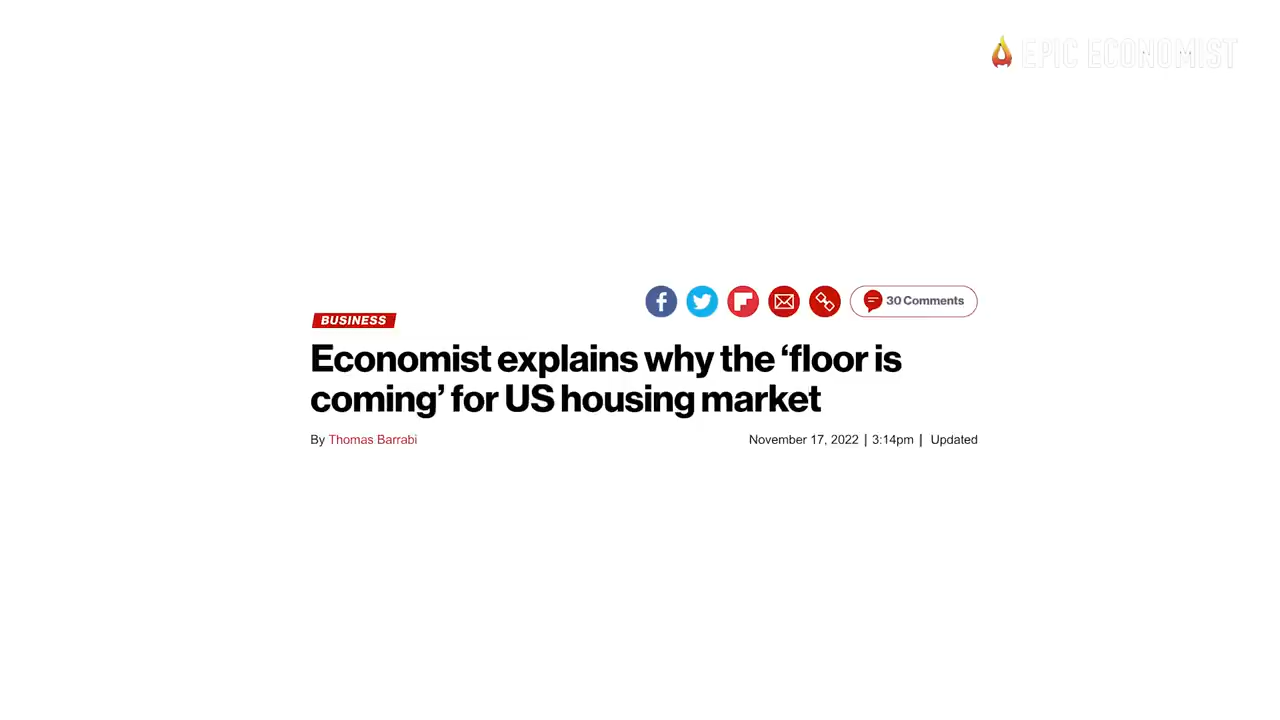 EPIC ECONOMIST
30 Comments
BUSINESS
Economist explains why the ‘floor is
coming’ for US housing market
By Thomas Barrabi
November 17, 2022 | 3:14pm | Updated